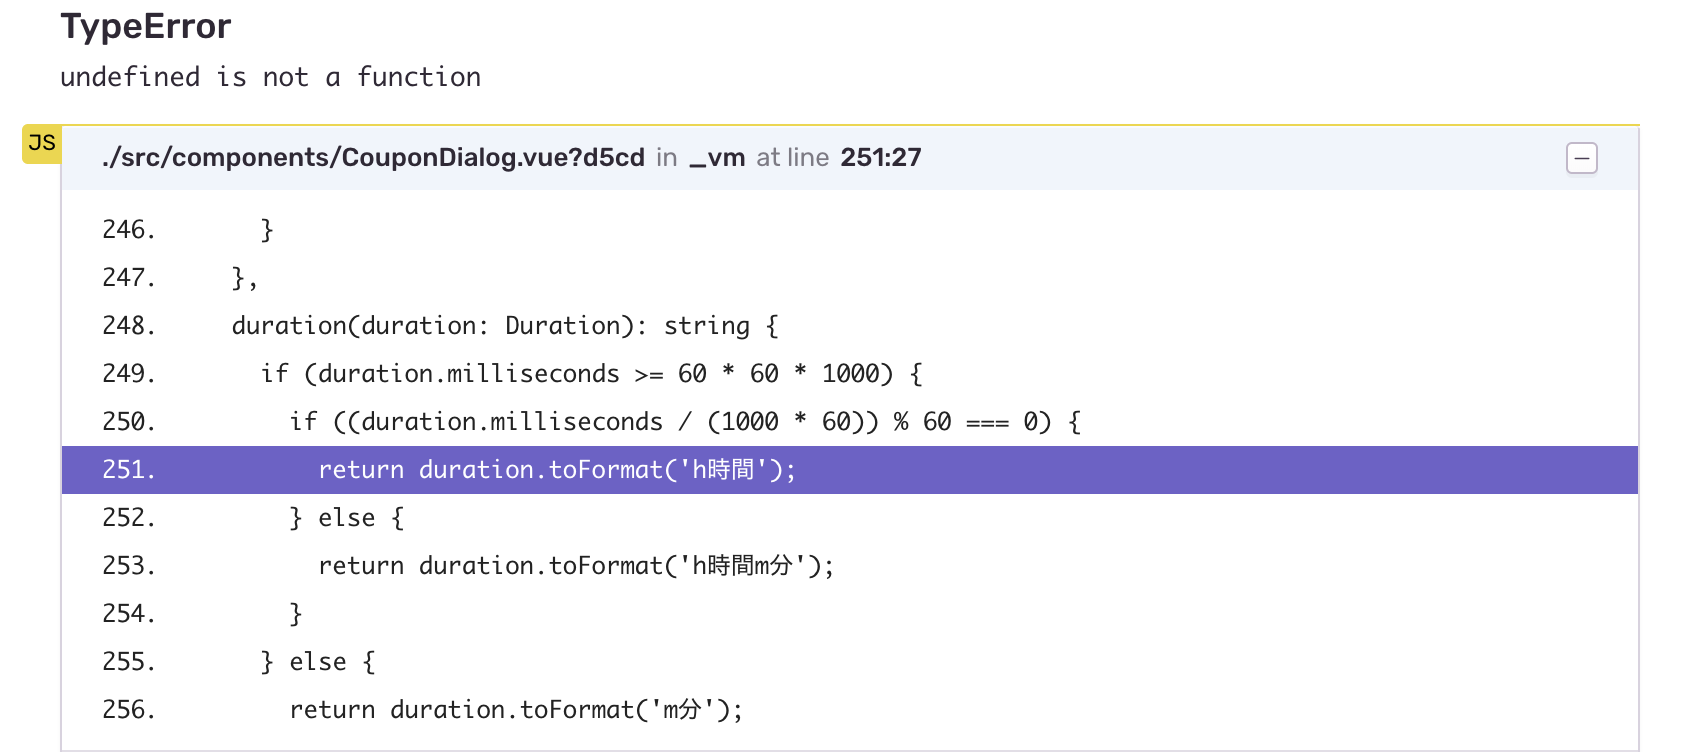 TypeError
undefined is not a function
JS ./src/components/CouponDialog.vue?d5cd in _vm at line 251:27
246. }
247. },
248. duration(duration: Duration): string {
249. if (duration.milliseconds >= 60 * 60 * 1000) {
250. if ((duration.milliseconds / (1000 * 60)) % 60 === 0) {
251. return duration.toFormat('h時間');
252. } else {
253. return duration.toFormat('h時間m分');
254. }
255. } else {
256. return duration.toFormat('m分');